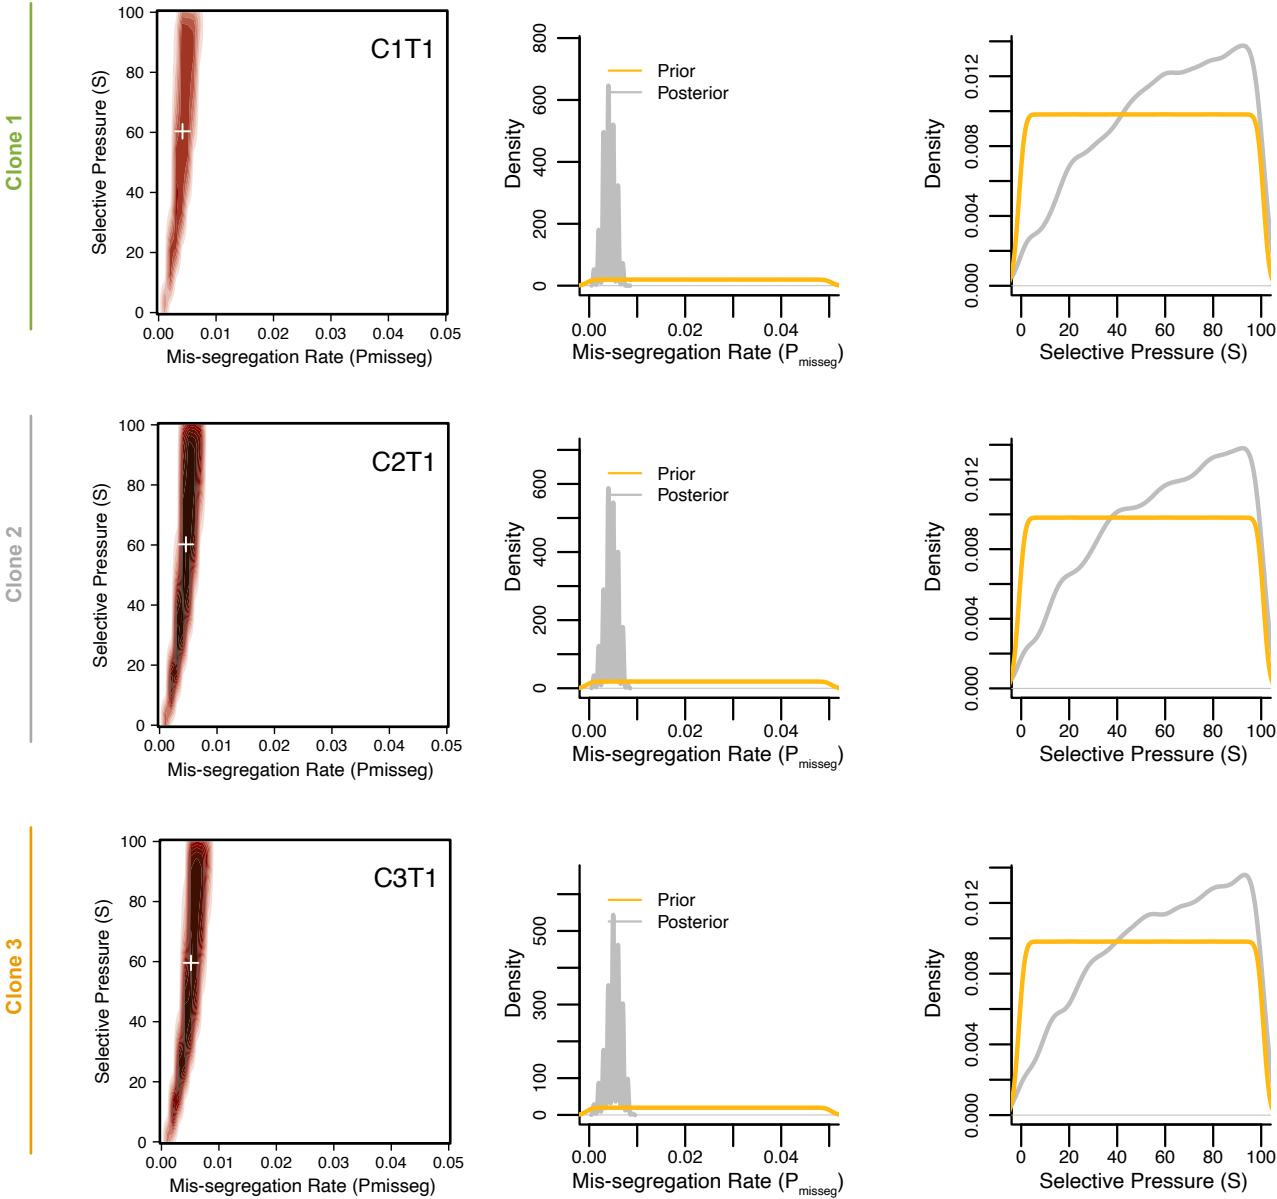 Clone 1
Selective Pressure (S)
100
80
60
40
20
0
C1T1
0.00 0.01 0.02 0.03 0.04 0.05
Mis-segregation Rate (Pmisseg)
Density
800
600
400
200
0
Prior
Posterior
0.00 0.02 0.04
Mis-segregation Rate (Pmisseg)
Density
0.012
0.008
0.004
0.000
0 20 40 60 80 100
Selective Pressure (S)
Clone 2
Selective Pressure (S)
100
80
60
40
20
0
C2T1
0.00 0.01 0.02 0.03 0.04 0.05
Mis-segregation Rate (Pmisseg)
Density
600
400
200
0
Prior
Posterior
0.00 0.02 0.04
Mis-segregation Rate (Pmisseg)
Density
0.012
0.008
0.004
0.000
0 20 40 60 80 100
Selective Pressure (S)
Clone 3
Selective Pressure (S)
100
80
60
40
20
0
C3T1
0.00 0.01 0.02 0.03 0.04 0.05
Mis-segregation Rate (Pmisseg)
Density
500
300
100
0
Prior
Posterior
0.00 0.02 0.04
Mis-segregation Rate (Pmisseg)
Density
0.012
0.008
0.004
0.000
0 20 40 60 80 100
Selective Pressure (S)